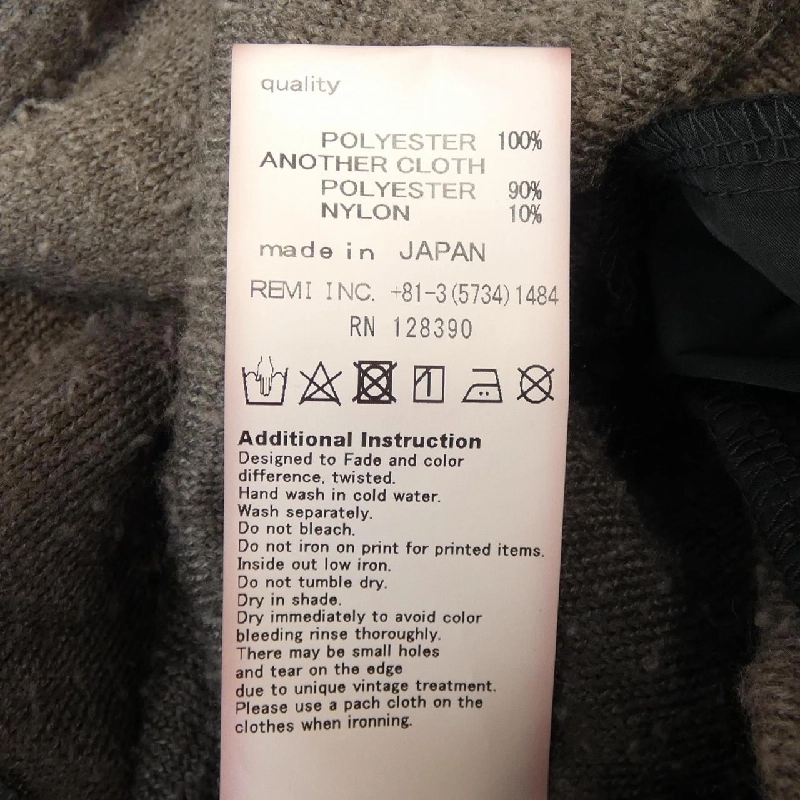 quality
POLYESTER 100%
ANOTHER CLOTH
POLYESTER 90%
NYLON 10%
made in JAPAN
REMI INC. +81-3(5734)1484
RN 128390
Additional Instruction
Designed to Fade and color
difference, twisted.
Hand wash in cold water.
Wash separately.
Do not bleach.
Do not iron on print for printed items.
Inside out low iron.
Do not tumble dry.
Dry in shade.
Dry immediately to avoid color
bleeding rinse thoroughly.
There may be small holes
and tear on the edge
due to unique vintage treatment.
Please use a pach cloth on the
clothes when ironning.